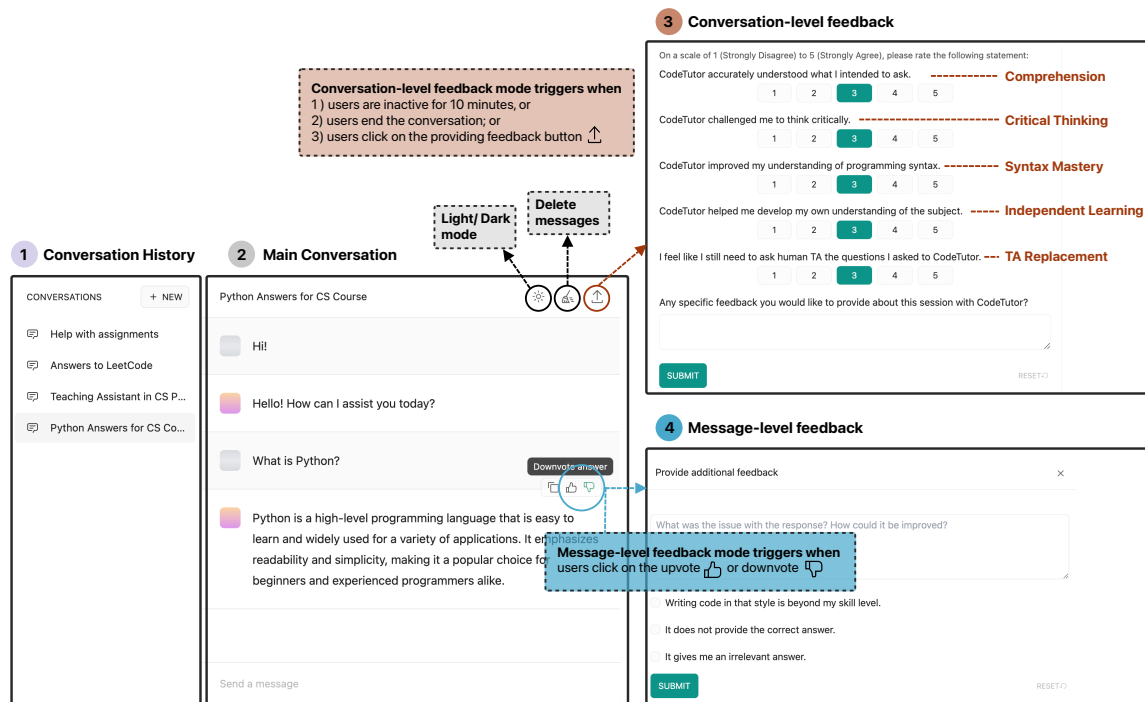 3 Conversation-level feedback
On a scale of 1 (Strongly Disagree) to 5 (Strongly Agree), please rate the following statement:
CodeTutor accurately understood what I intended to ask.
Comprehension
1 2 3 4 5
CodeTutor challenged me to think critically.
Critical Thinking
1 2 3 4 5
CodeTutor improved my understanding of programming syntax.
Syntax Mastery
1 2 3 4 5
CodeTutor helped me develop my own understanding of the subject.
Independent Learning
1 2 3 4 5
I feel like I still need to ask human TA the questions I asked to CodeTutor.
TA Replacement
1 2 3 4 5
Any specific feedback you would like to provide about this session with CodeTutor?
SUBMIT
RESET
Conversation-level feedback mode triggers when
1 ) users are inactive for 10 minutes, or
2) users end the conversation; or
3) users click on the providing feedback button
Light/ Dark
mode
Delete
messages
1 Conversation History
CONVERSATIONS
+ NEW
Help with assignments
Answers to LeetCode
Teaching Assistant in CS P...
Python Answers for CS Co...
2 Main Conversation
Python Answers for CS Course
Hi!
Hello! How can I assist you today?
What is Python?
Downvote answer
Python is a high-level programming language that is easy to
learn and widely used for a variety of applications. It emphasizes
readability and simplicity, making it a popular choice for
beginners and experienced programmers alike.
Send a message
4 Message-level feedback
Provide additional feedback
What was the issue with the response? How could it be improved?
Message-level feedback mode triggers when
users click on the upvote or downvote
Writing code in that style is beyond my skill level.
It does not provide the correct answer.
It gives me an irrelevant answer.
SUBMIT
RESET